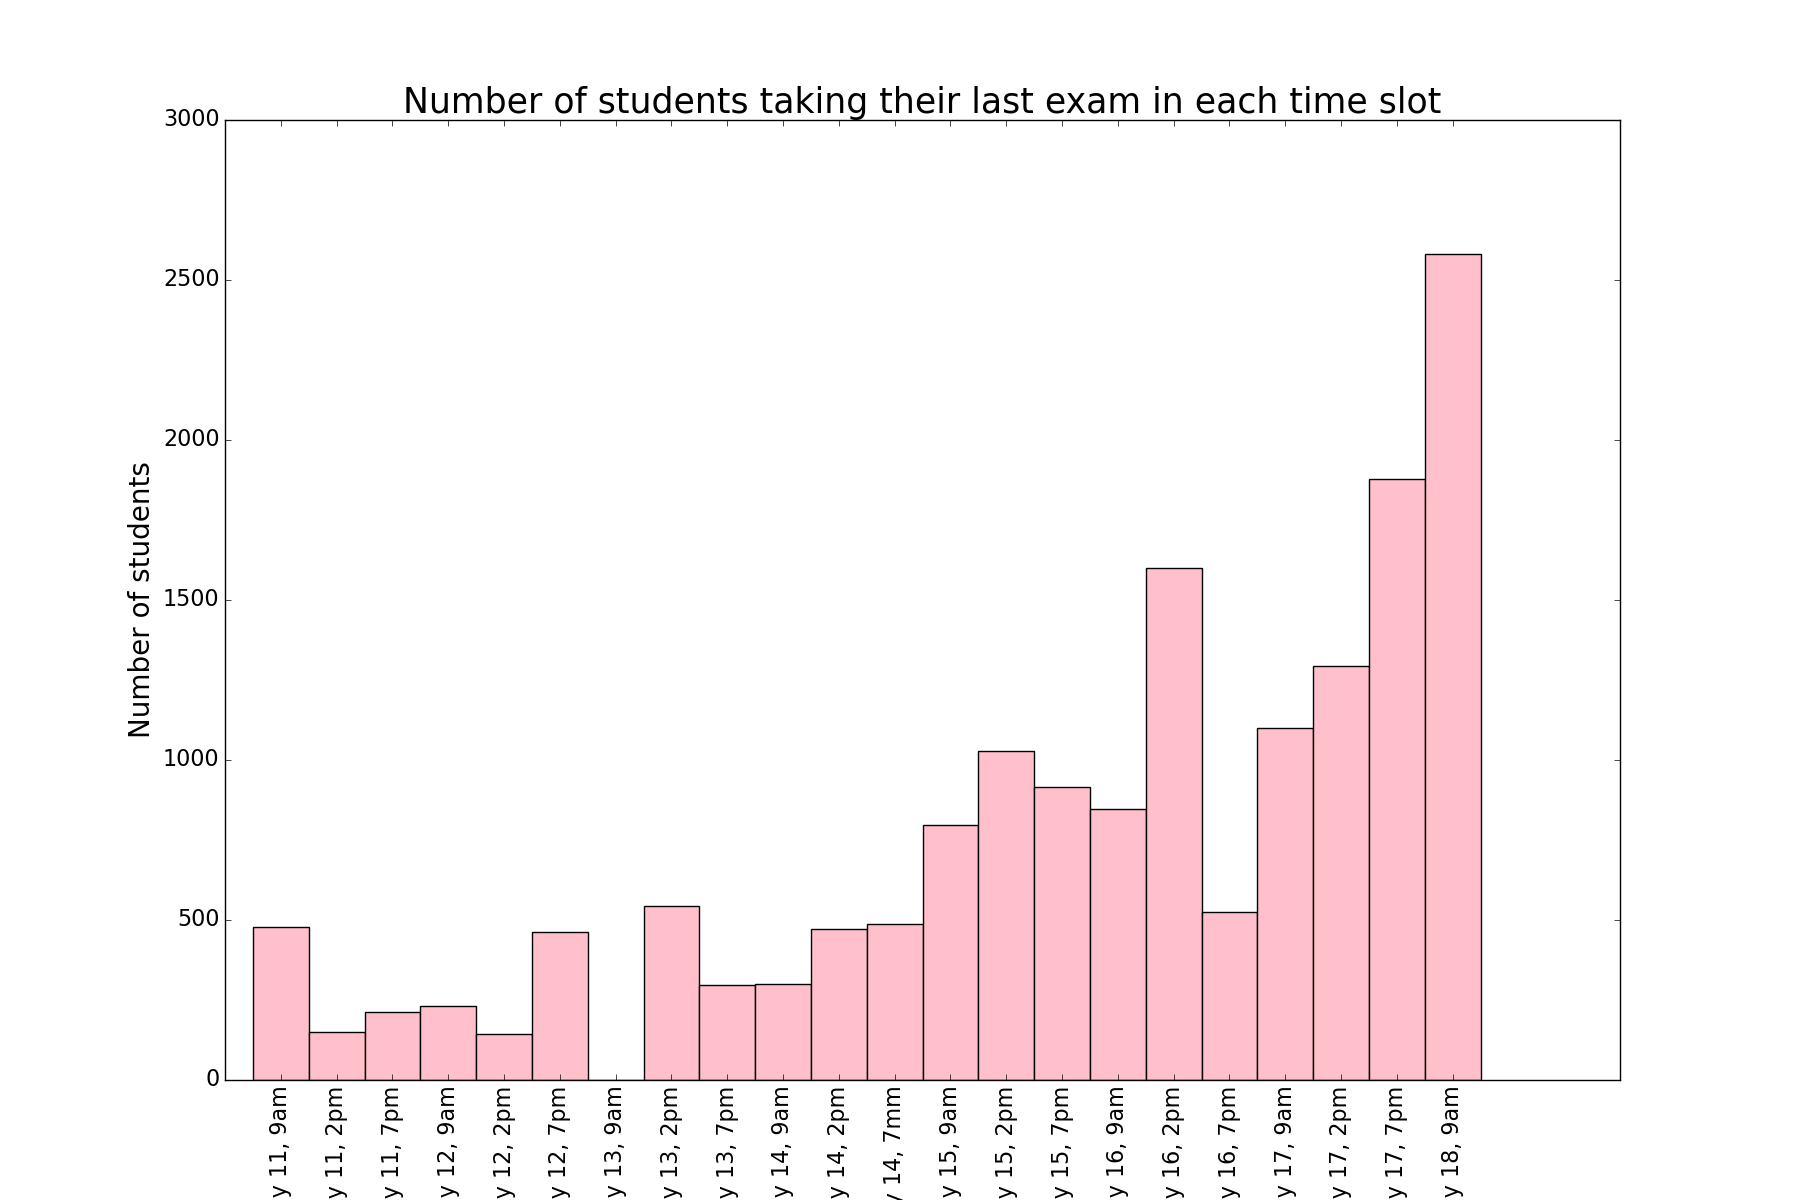 Number of students taking their last exam in each time slot
3000
2500
2000
1500
1000
500
0
Number of students
y 11, 9am
y 11, 2pm
y 11, 7pm
y 12, 9am
y 12, 2pm
y 12, 7pm
y 13, 9am
y 13, 2pm
y 13, 7pm
y 14, 9am
y 14, 2pm
y 14, 7mm
y 15, 9am
y 15, 2pm
y 15, 7pm
y 16, 9am
y 16, 2pm
y 16, 7pm
y 17, 9am
y 17, 2pm
y 17, 7pm
y 18, 9am